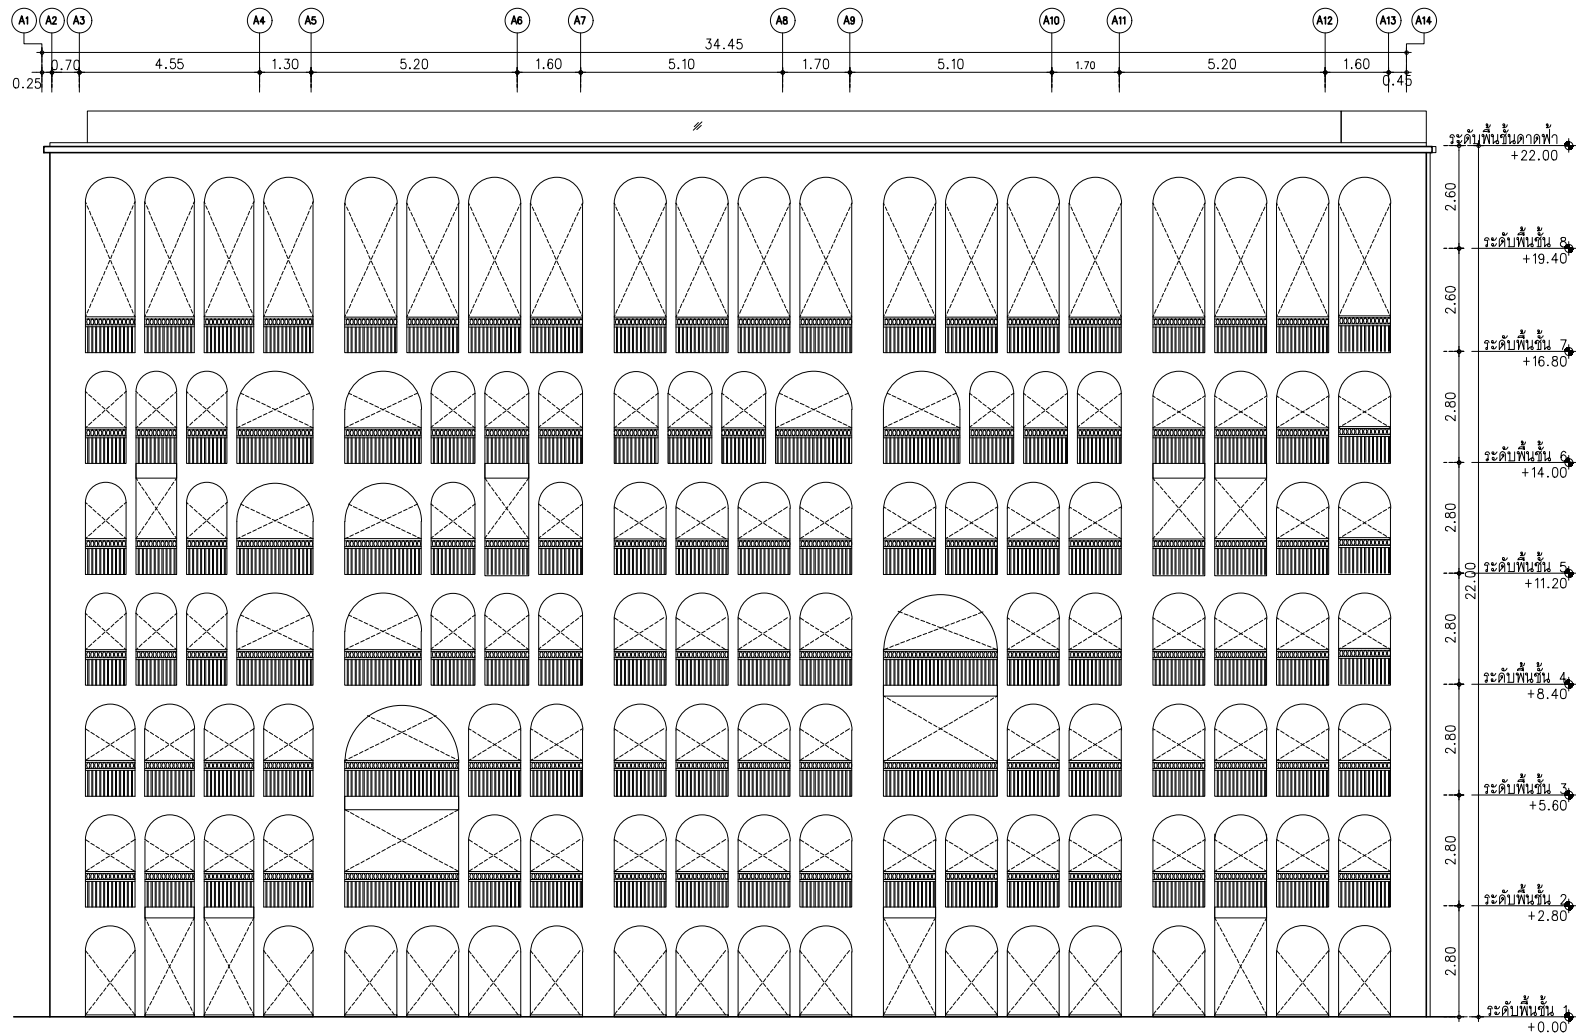 A1 A2 A3 A4 A5 A6 A7 A8 A9 A10 A11 A12 A13 A14
34.45
0.25 0.70 4.55 1.30 5.20 1.60 5.10 1.70 5.10 1.70 5.20 1.60 0.45
ระดับพื้นชั้นดาดฟ้า
+22.00
2.60
ระดับพื้นชั้น 8
+19.40
2.60
ระดับพื้นชั้น 7
+16.80
2.80
ระดับพื้นชั้น 6
+14.00
2.80
ระดับพื้นชั้น 5
+11.20
22.00
2.80
ระดับพื้นชั้น 4
+8.40
2.80
ระดับพื้นชั้น 3
+5.60
2.80
ระดับพื้นชั้น 2
+2.80
2.80
ระดับพื้นชั้น 1
+0.00